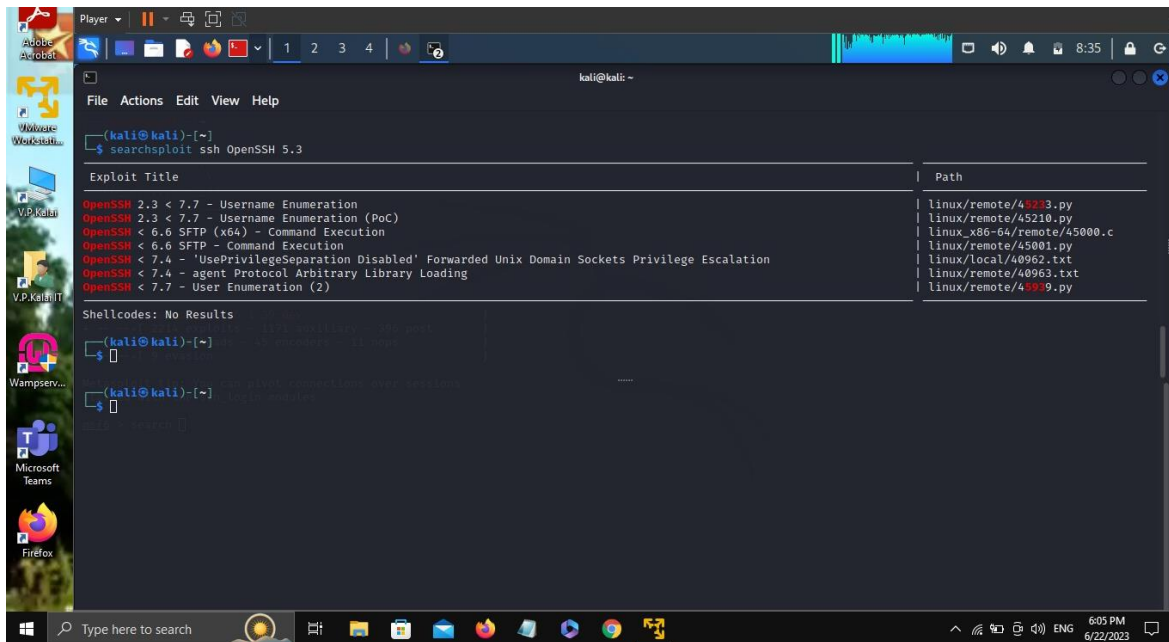 Player
1 2 3 4
8:35
kali@kali: ~
File Actions Edit View Help
(kali㉿kali)-[~]
$ searchsploit ssh OpenSSH 5.3
Exploit Title | Path
OpenSSH 2.3 < 7.7 - Username Enumeration | linux/remote/45233.py
OpenSSH 2.3 < 7.7 - Username Enumeration (PoC) | linux/remote/45210.py
OpenSSH < 6.6 SFTP (x64) - Command Execution | linux_x86-64/remote/45000.c
OpenSSH < 6.6 SFTP - Command Execution | linux/remote/45001.py
OpenSSH < 7.4 - 'UsePrivilegeSeparation Disabled' Forwarded Unix Domain Sockets Privilege Escalation | linux/local/40962.txt
OpenSSH < 7.4 - agent Protocol Arbitrary Library Loading | linux/remote/40963.txt
OpenSSH < 7.7 - User Enumeration (2) | linux/remote/45939.py
Shellcodes: No Results
(kali㉿kali)-[~]
$
(kali㉿kali)-[~]
$
Adobe
Acrobat
VMware
Workstati...
V.P.Kalai
V.P.Kalai IT
Wampserv...
Microsoft
Teams
Firefox
Type here to search
ENG
6:05 PM
6/22/2023